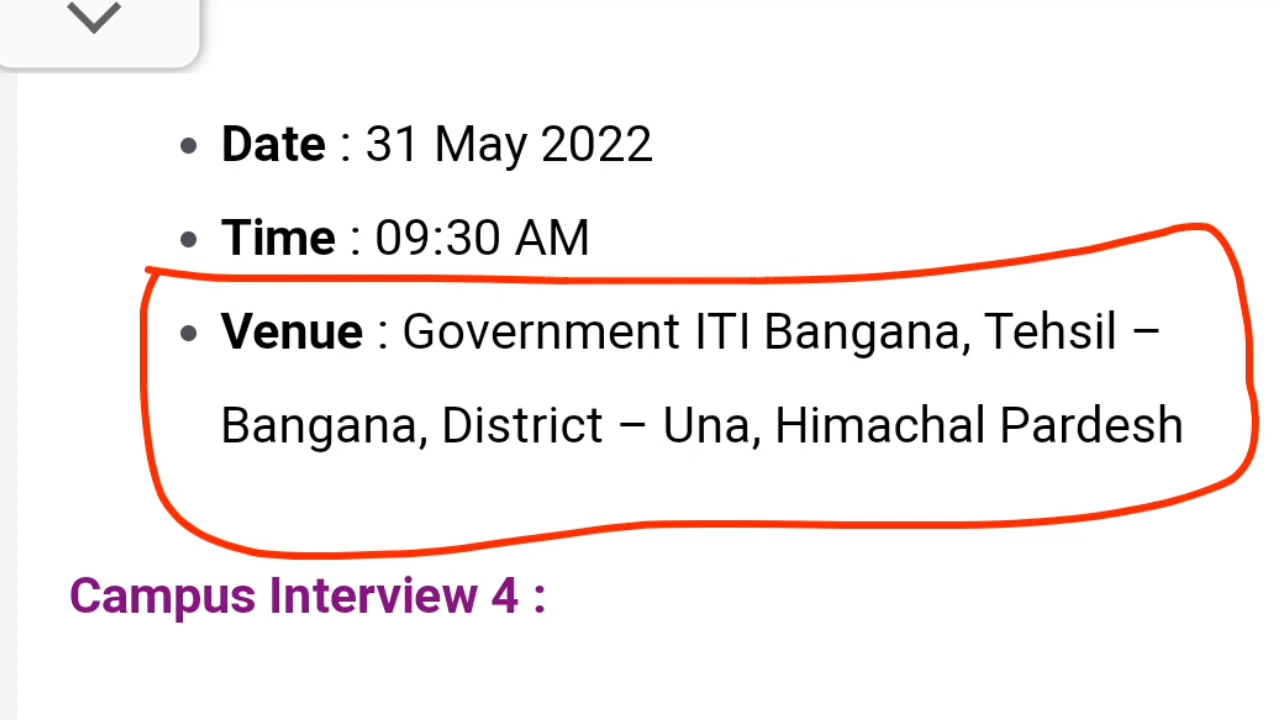 Date : 31 May 2022
Time : 09:30 AM
Venue : Government ITI Bangana, Tehsil –
Bangana, District – Una, Himachal Pardesh
Campus Interview 4 :